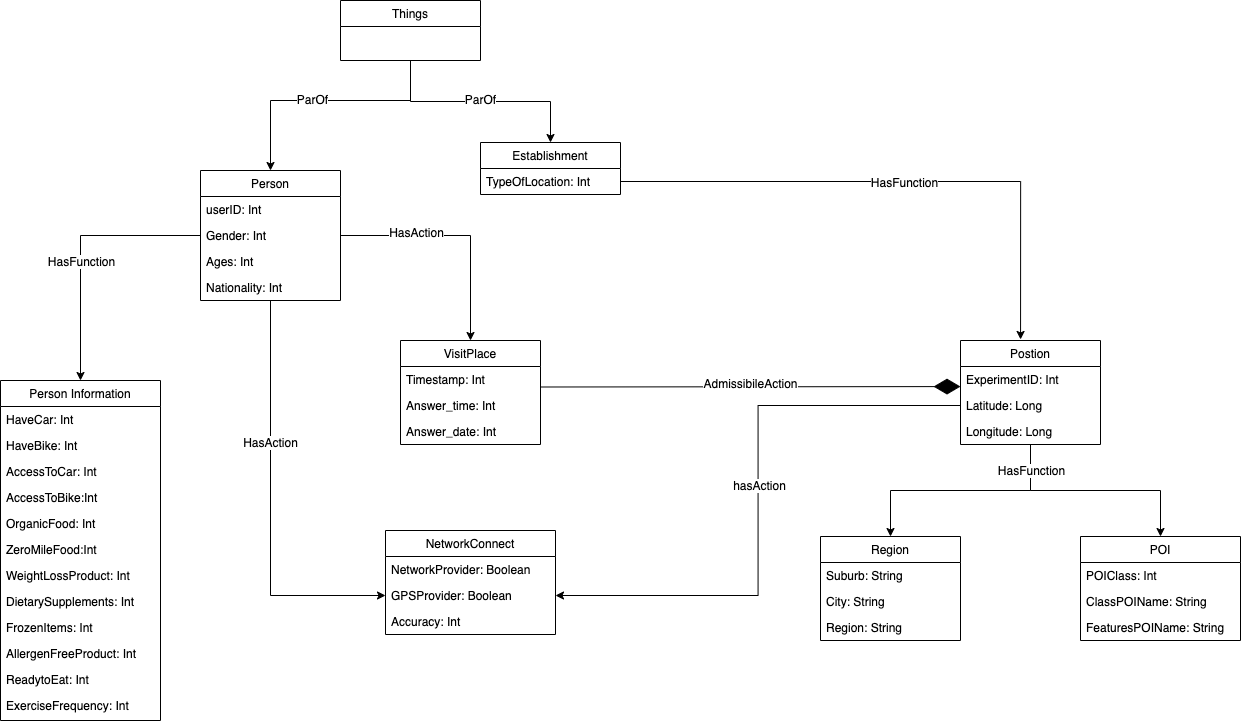 Things
ParOf
ParOf
Establishment
TypeOfLocation: Int
HasFunction
Person
userID: Int
Gender: Int
Ages: Int
Nationality: Int
HasAction
HasFunction
VisitPlace
Timestamp: Int
Answer_time: Int
Answer_date: Int
AdmissibileAction
Postion
ExperimentID: Int
Latitude: Long
Longitude: Long
Person Information
HaveCar: Int
HaveBike: Int
AccessToCar: Int
AccessToBike:Int
OrganicFood: Int
ZeroMileFood:Int
WeightLossProduct: Int
DietarySupplements: Int
FrozenItems: Int
AllergenFreeProduct: Int
ReadytoEat: Int
ExerciseFrequency: Int
HasAction
hasAction
HasFunction
NetworkConnect
NetworkProvider: Boolean
GPSProvider: Boolean
Accuracy: Int
Region
Suburb: String
City: String
Region: String
POI
POIClass: Int
ClassPOIName: String
FeaturesPOIName: String